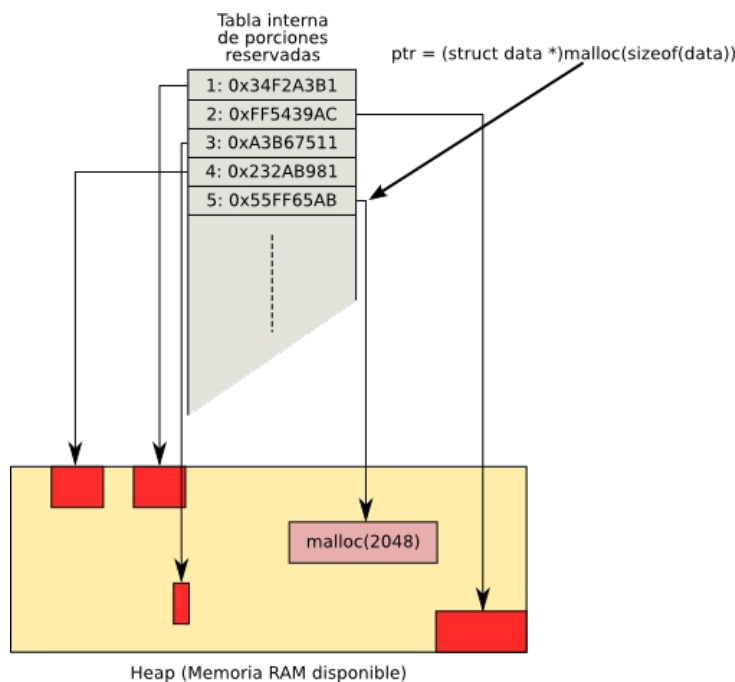 Tabla interna
de porciones
reservadas
ptr = (struct data *)malloc(sizeof(data))
1: 0x34F2A3B1
2: 0xFF5439AC
3: 0xA3B67511
4: 0x232AB981
5: 0x55FF65AB
malloc(2048)
Heap (Memoria RAM disponible)